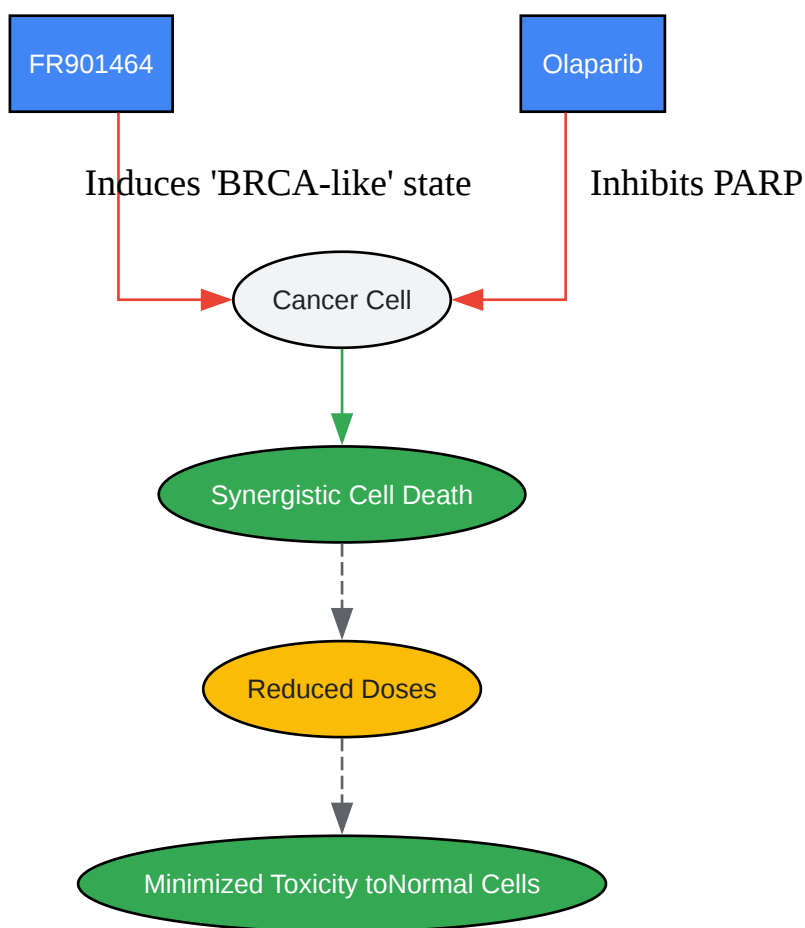 FR901464
Olaparib
Induces 'BRCA-like' state
Inhibits PARP
Cancer Cell
Synergistic Cell Death
Reduced Doses
Minimized Toxicity toNormal Cells